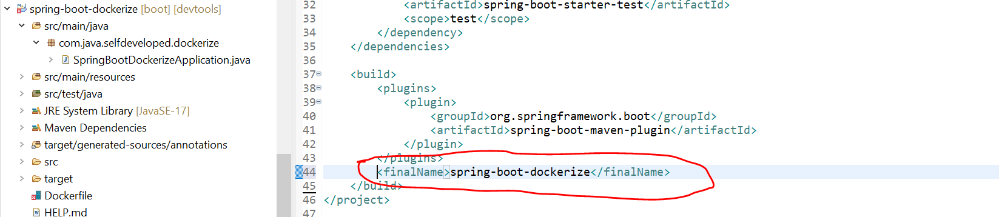 spring-boot-dockerize [boot] [devtools]
src/main/java
com.java.selfdeveloped.dockerize
SpringBootDockerizeApplication.java
src/main/resources
src/test/java
JRE System Library [JavaSE-17]
Maven Dependencies
target/generated-sources/annotations
src
target
Dockerfile
HELP.md
32 <artifactId>spring-boot-starter-test</artifactId>
33 <scope>test</scope>
34 </dependency>
35 </dependencies>
36
37 <build>
38 <plugins>
39 <plugin>
40 <groupId>org.springframework.boot</groupId>
41 <artifactId>spring-boot-maven-plugin</artifactId>
42 </plugin>
43 </plugins>
44 <finalName>spring-boot-dockerize</finalName>
45 </build>
46 </project>
47